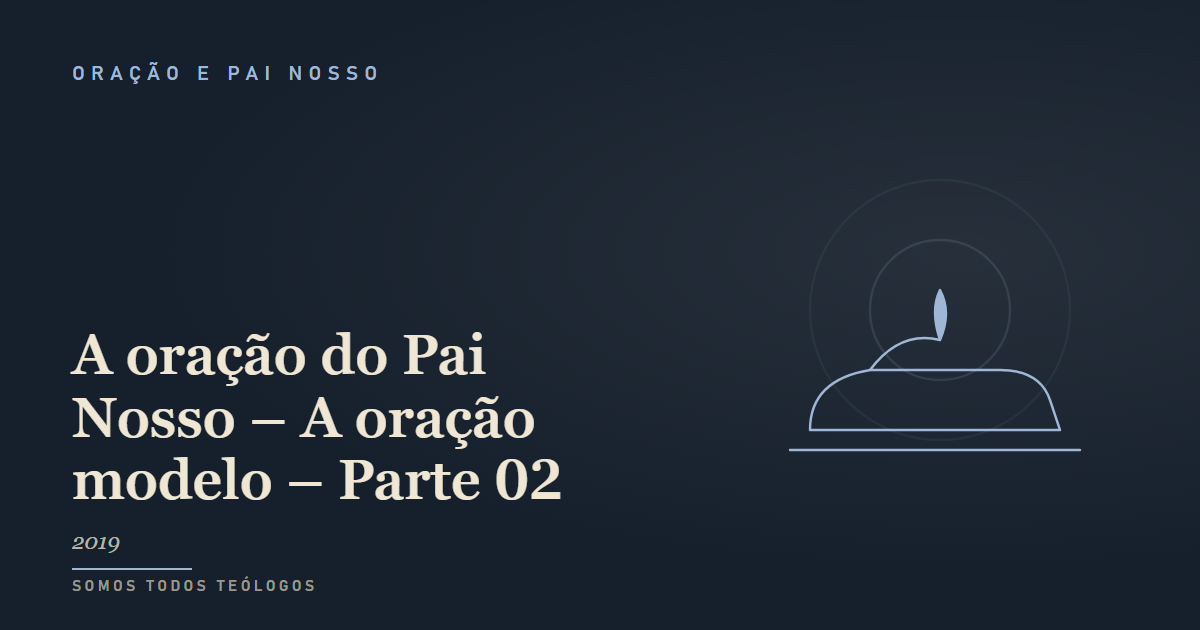 ORAÇÃO E PAI NOSSO
A oração do Pai
Nosso – A oração
modelo – Parte 02
2019
SOMOS TODOS TEÓLOGOS